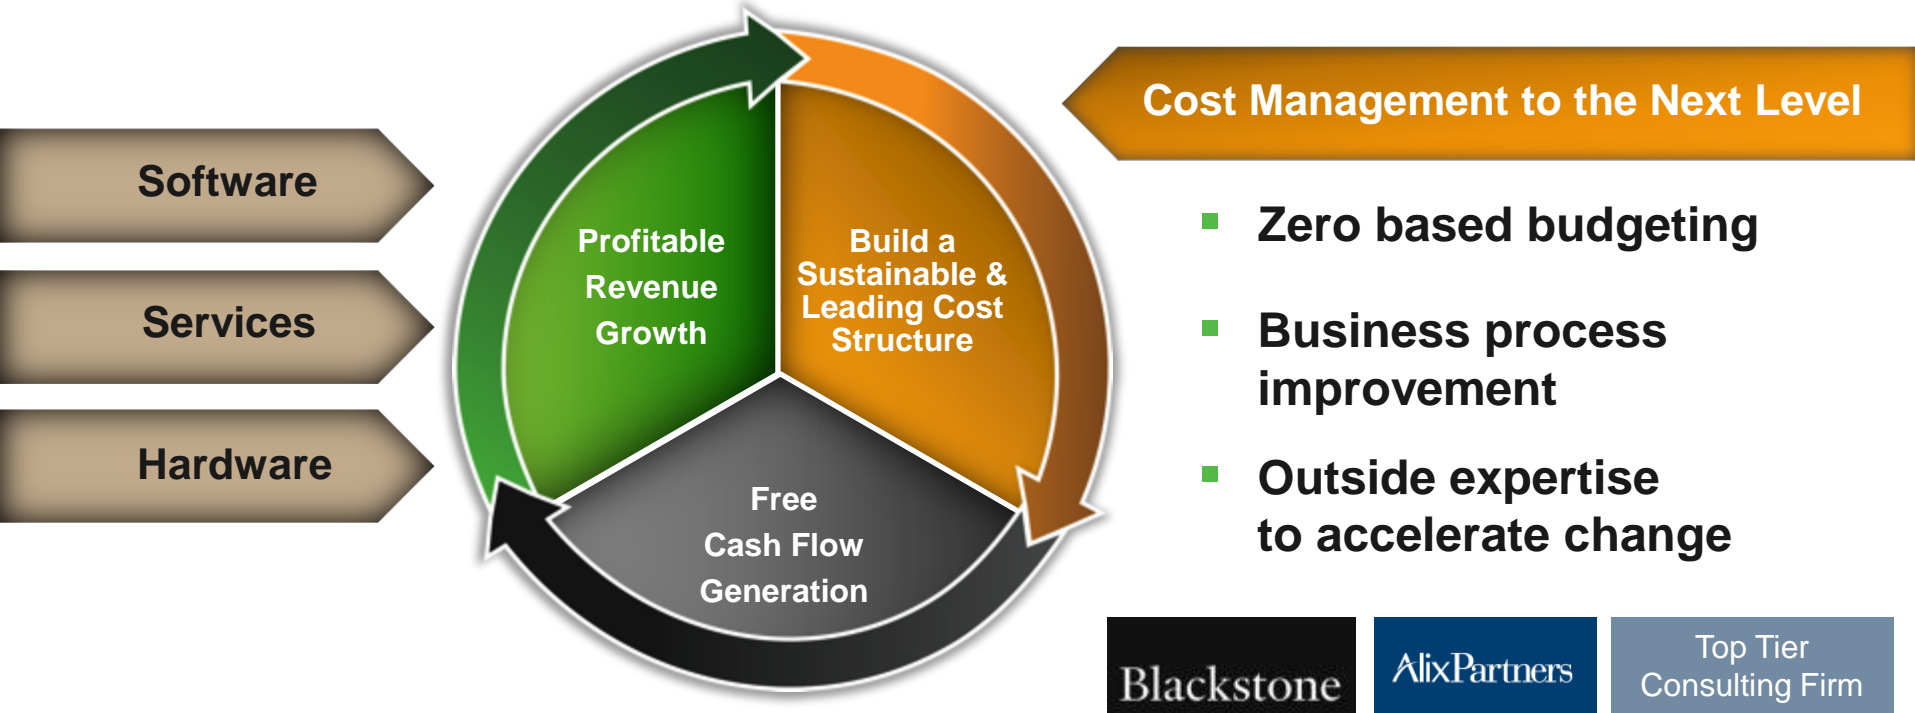 Software
Services
Hardware
Profitable
Revenue
Growth
Build a
Sustainable &
Leading Cost
Structure
Free
Cash Flow
Generation
Cost Management to the Next Level
Zero based budgeting
Business process
improvement
Outside expertise
to accelerate change
Blackstone
AlixPartners
Top Tier
Consulting Firm